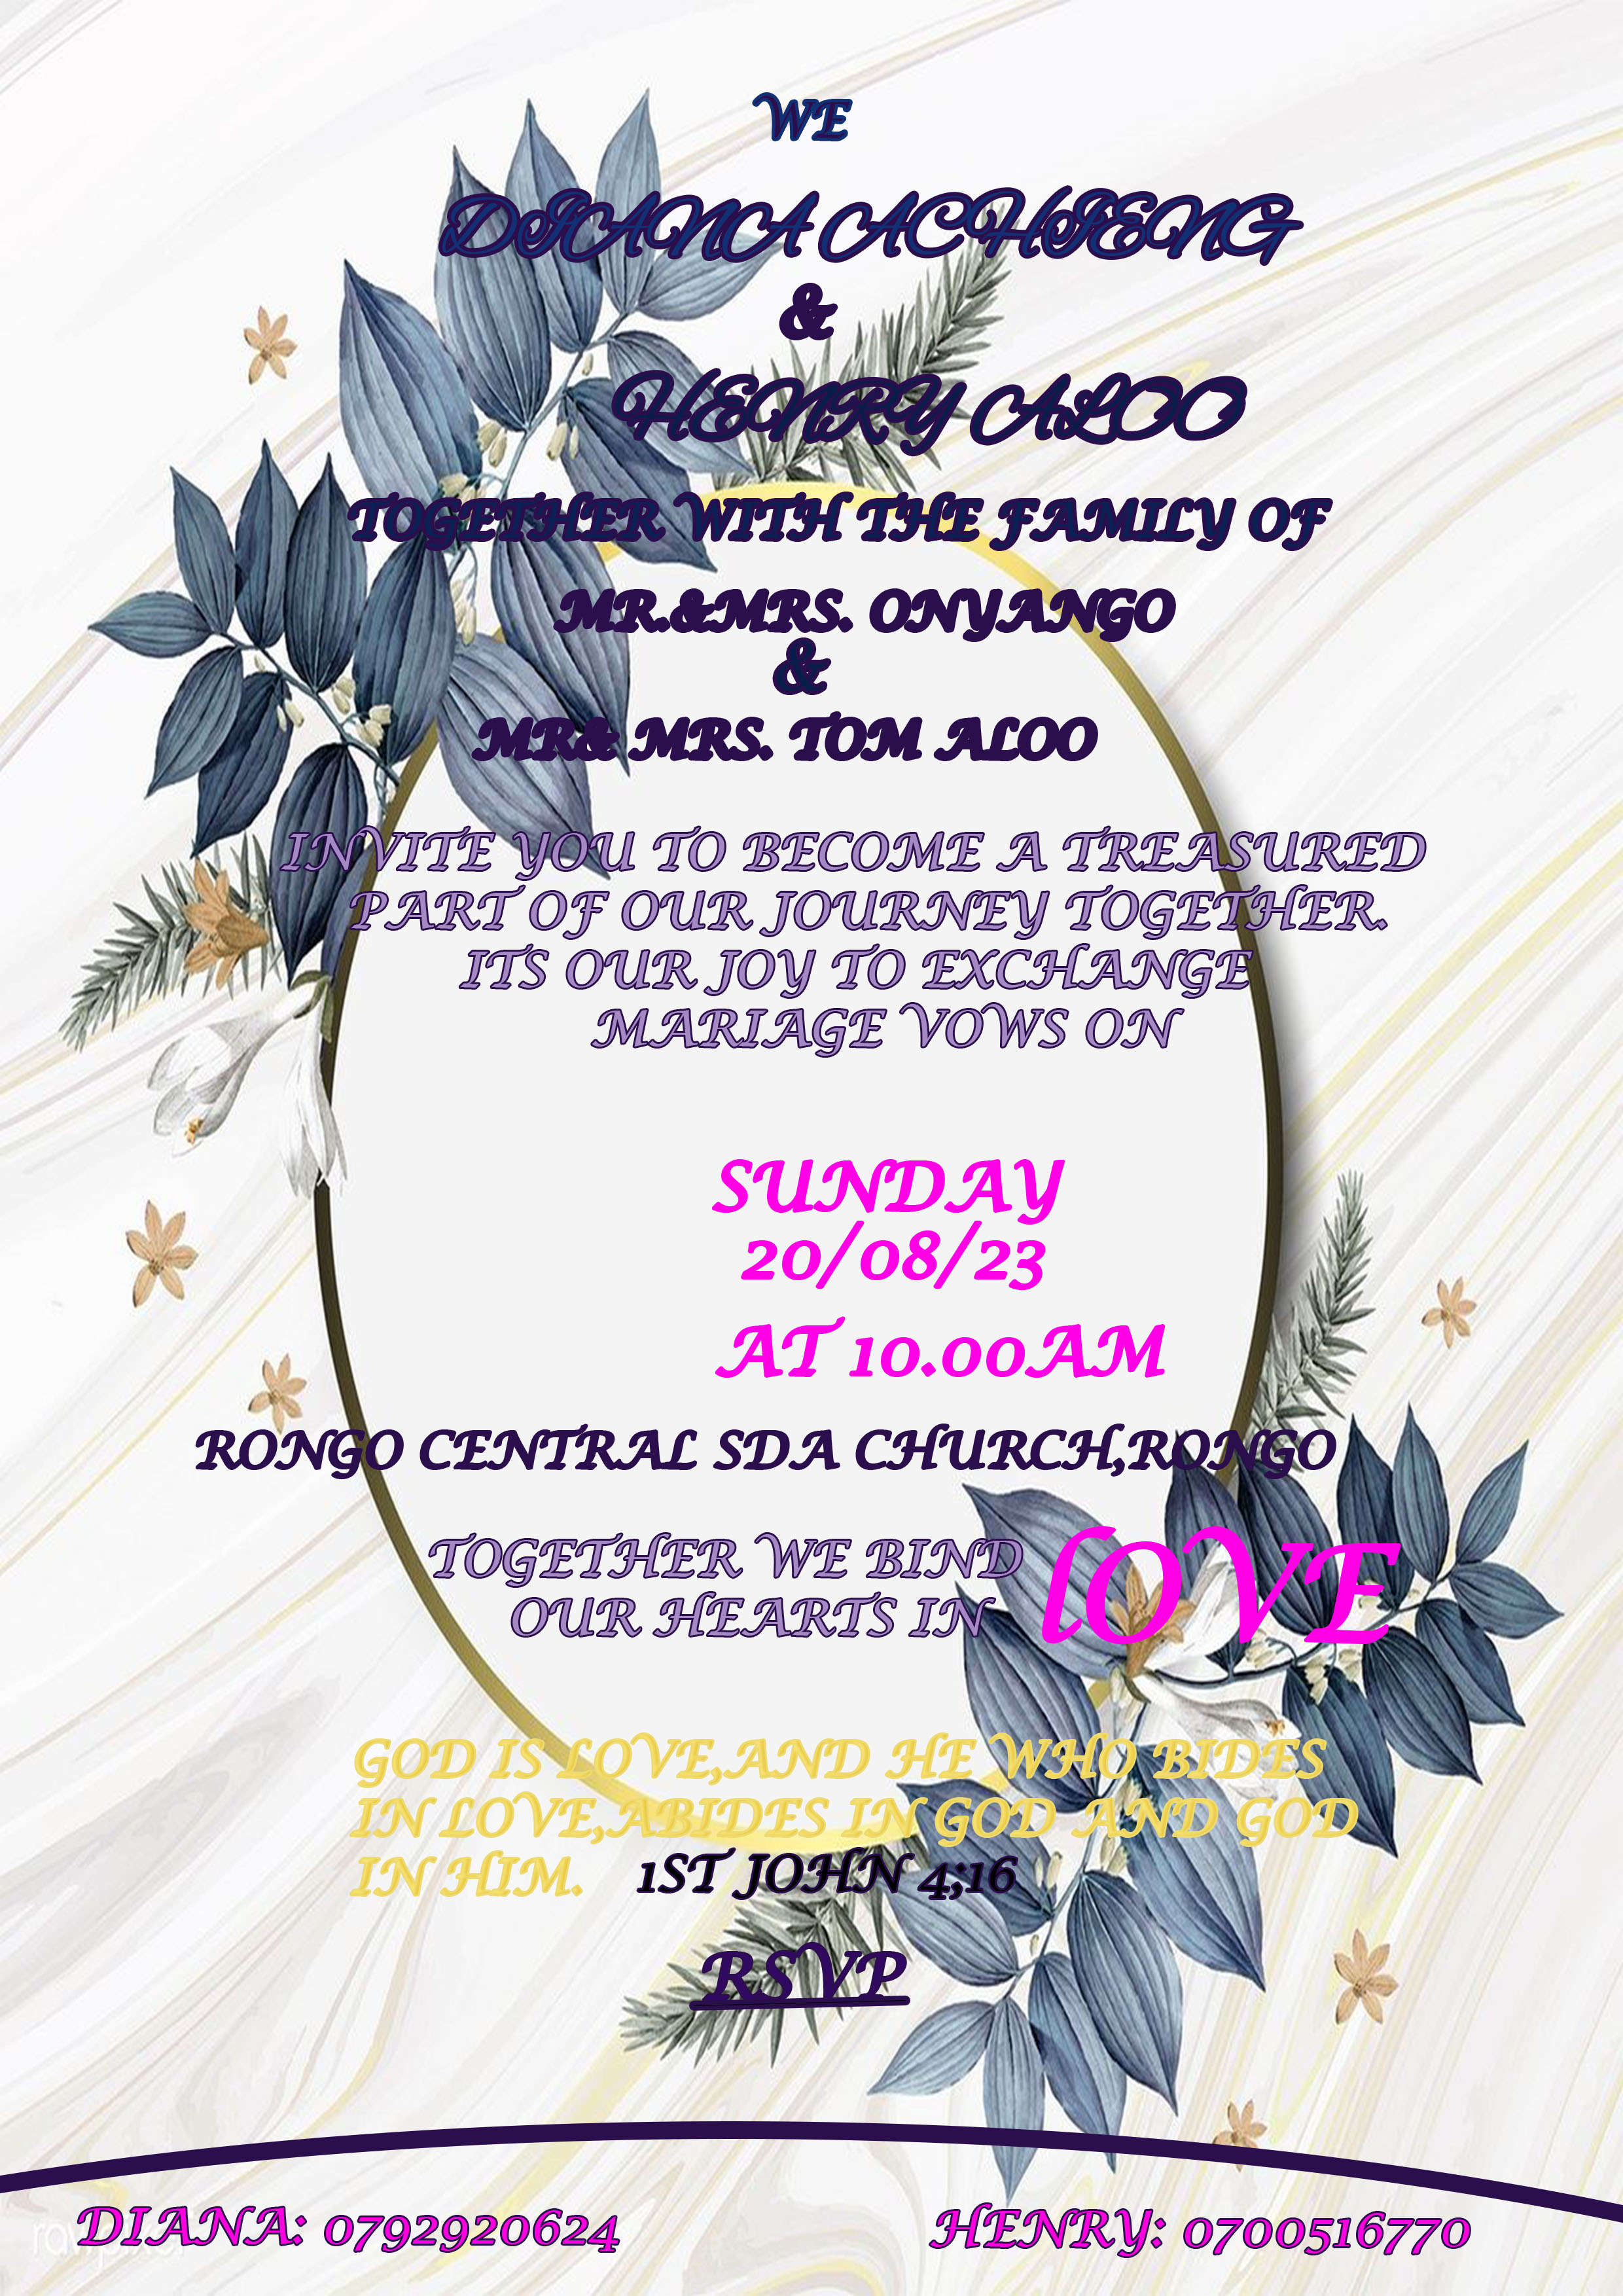 WE
DIANA ACHIENG
&
HENRY ALOO
TOGETHER WITH THE FAMILY OF
MR.&MRS. ONYANGO
&
MR& MRS. TOM ALOO
INVITE YOU TO BECOME A TREASURED
PART OF OUR JOURNEY TOGETHER.
ITS OUR JOY TO EXCHANGE
MARIAGE VOWS ON
SUNDAY
20/08/23
AT 10.00AM
RONGO CENTRAL SDA CHURCH,RONGO
TOGETHER WE BIND
OUR HEARTS IN lOVE
GOD IS LOVE,AND HE WHO BIDES
IN LOVE,ABIDES IN GOD AND GOD
IN HIM. 1ST JOHN 4;16
RSVP
DIANA: 0792920624 HENRY: 0700516770
rawpixel